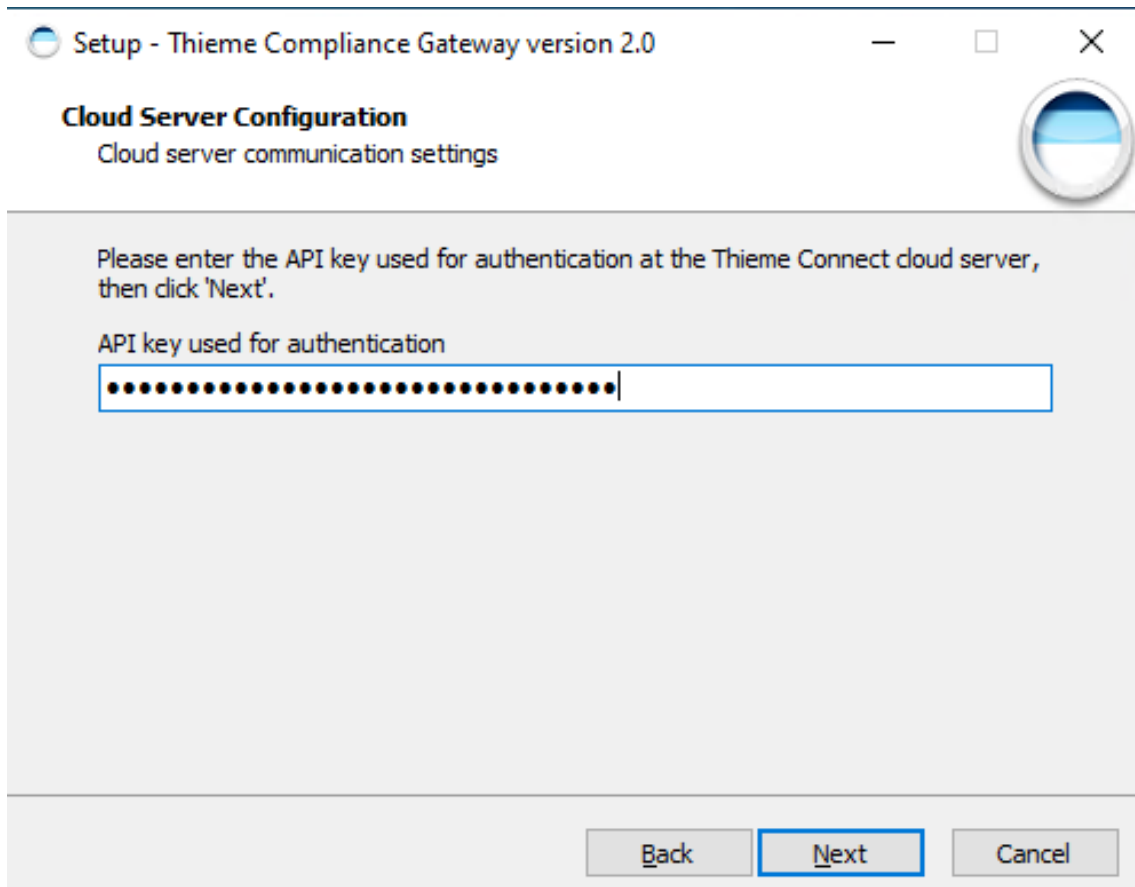 Setup - Thieme Compliance Gateway version 2.0
Cloud Server Configuration
Cloud server communication settings
Please enter the API key used for authentication at the Thieme Connect cloud server,
then click 'Next'.
API key used for authentication
••••••••••••••••••••••••••••••••
Back
Next
Cancel